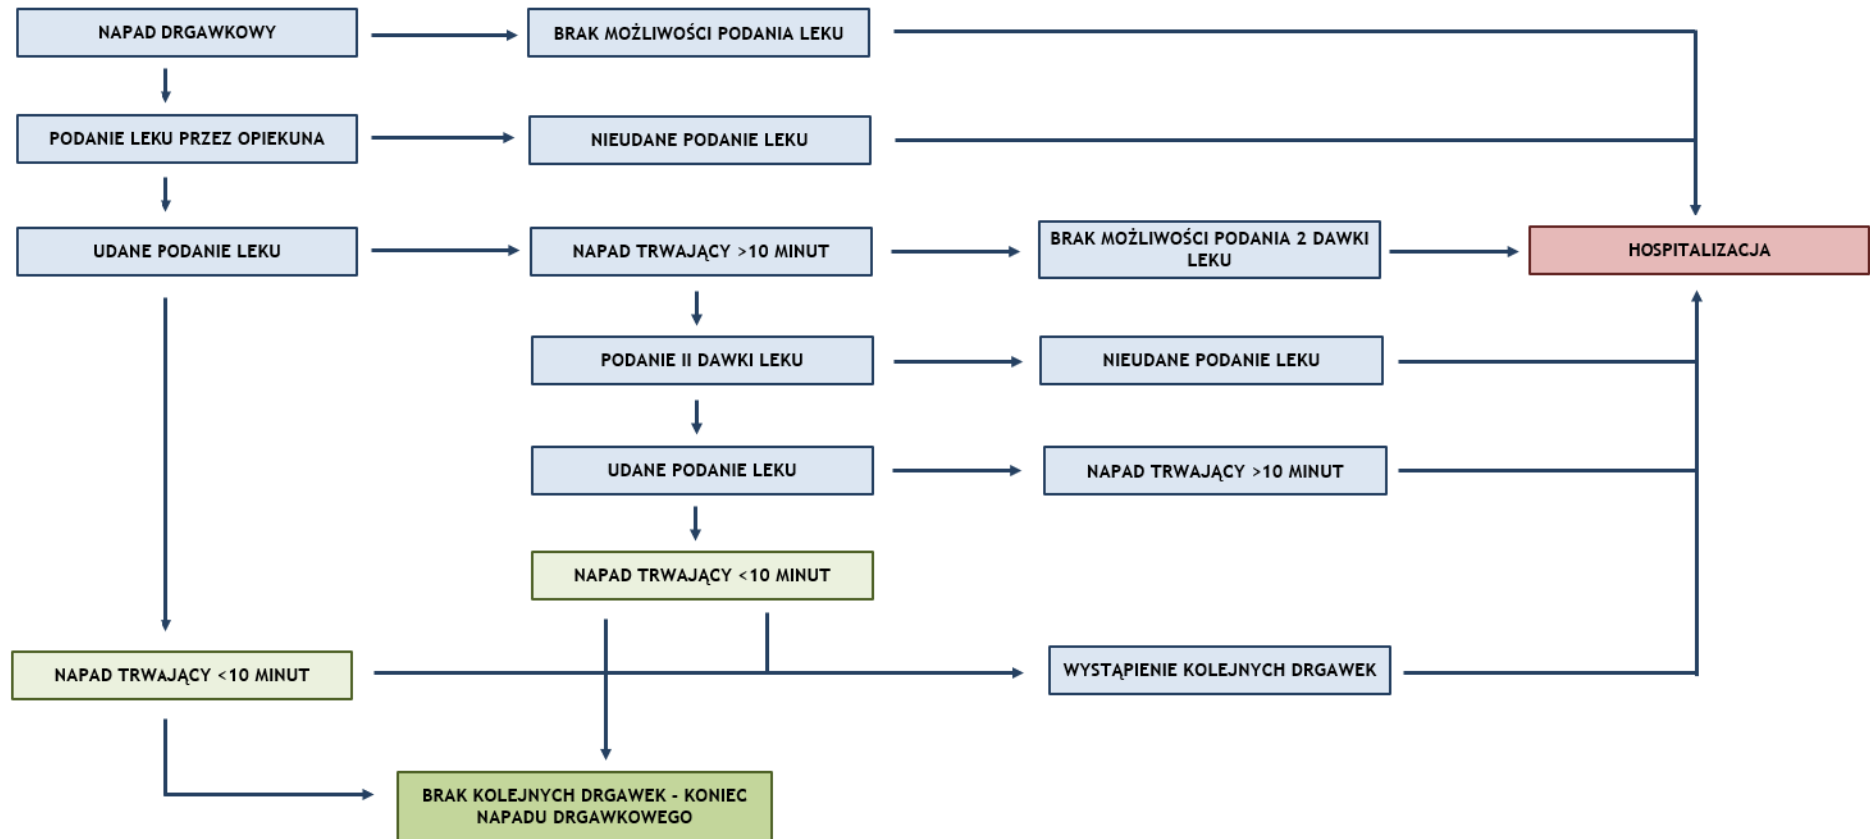 NAPAD DRGAWKOWY
BRAK MOŻLIWOŚCI PODANIA LEKU
PODANIE LEKU PRZEZ OPIEKUNA
NIEUDANE PODANIE LEKU
UDANE PODANIE LEKU
NAPAD TRWAJĄCY >10 MINUT
BRAK MOŻLIWOŚCI PODANIA 2 DAWKI
LEKU
HOSPITALIZACJA
PODANIE II DAWKI LEKU
NIEUDANE PODANIE LEKU
UDANE PODANIE LEKU
NAPAD TRWAJĄCY >10 MINUT
NAPAD TRWAJĄCY <10 MINUT
NAPAD TRWAJĄCY <10 MINUT
WYSTĄPIENIE KOLEJNYCH DRGAWEK
BRAK KOLEJNYCH DRGAWEK - KONIEC
NAPADU DRGAWKOWEGO